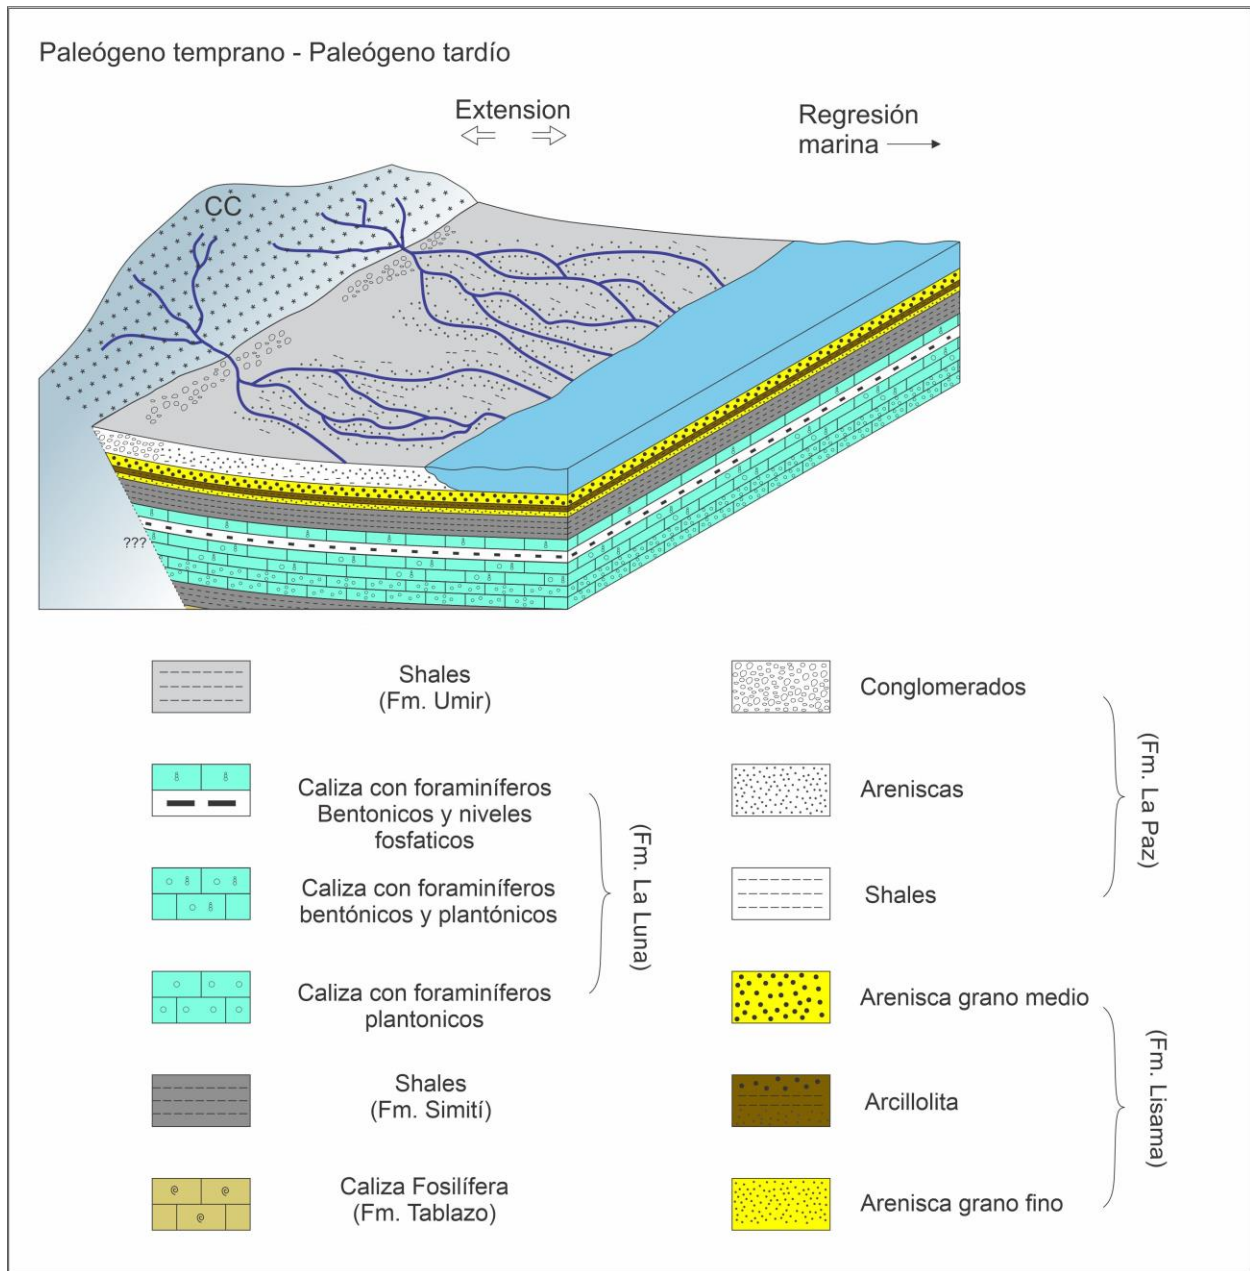 Paleógeno temprano - Paleógeno tardío
Extension
Regresión
marina
CC
???
Shales
(Fm. Umir)
Caliza con foraminíferos
Bentonicos y niveles
fosfaticos
Caliza con foraminíferos
bentónicos y plantónicos
Caliza con foraminíferos
plantonicos
(Fm. La Luna)
Shales
(Fm. Simití)
Caliza Fosilífera
(Fm. Tablazo)
Conglomerados
Areniscas
Shales
(Fm. La Paz)
Arenisca grano medio
Arcillolita
Arenisca grano fino
(Fm. Lisama)